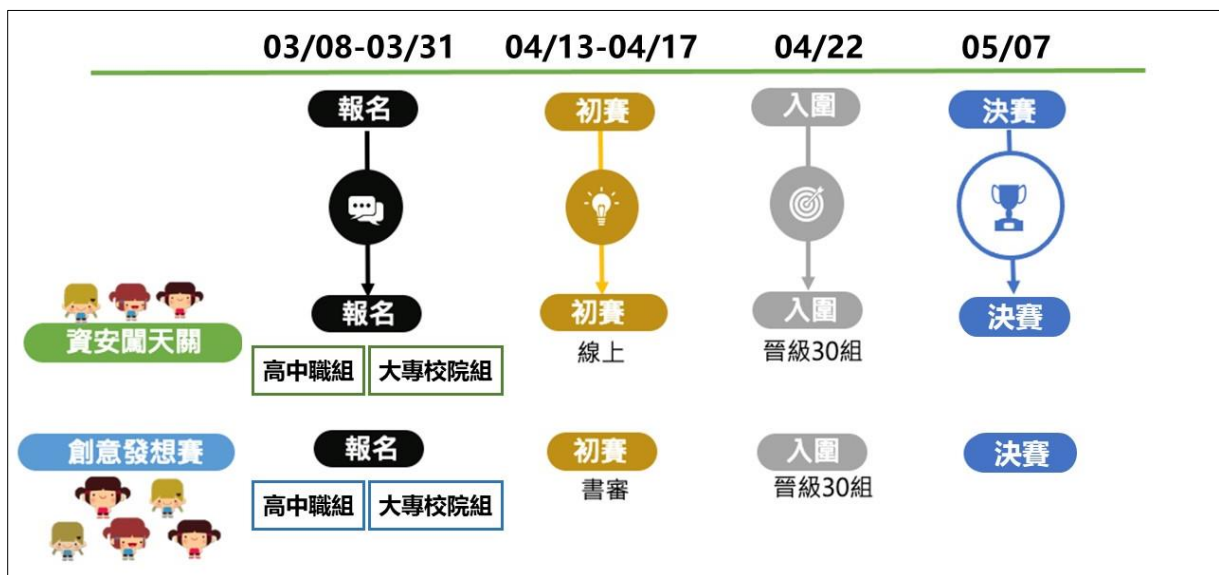 03/08-03/31 04/13-04/17 04/22 05/07
報名 初賽 入圍 決賽
資安闖天關 報名 初賽 入圍 決賽
高中職組 大專校院組 線上 晉級30組
創意發想賽 報名 初賽 入圍 決賽
高中職組 大專校院組 書審 晉級30組